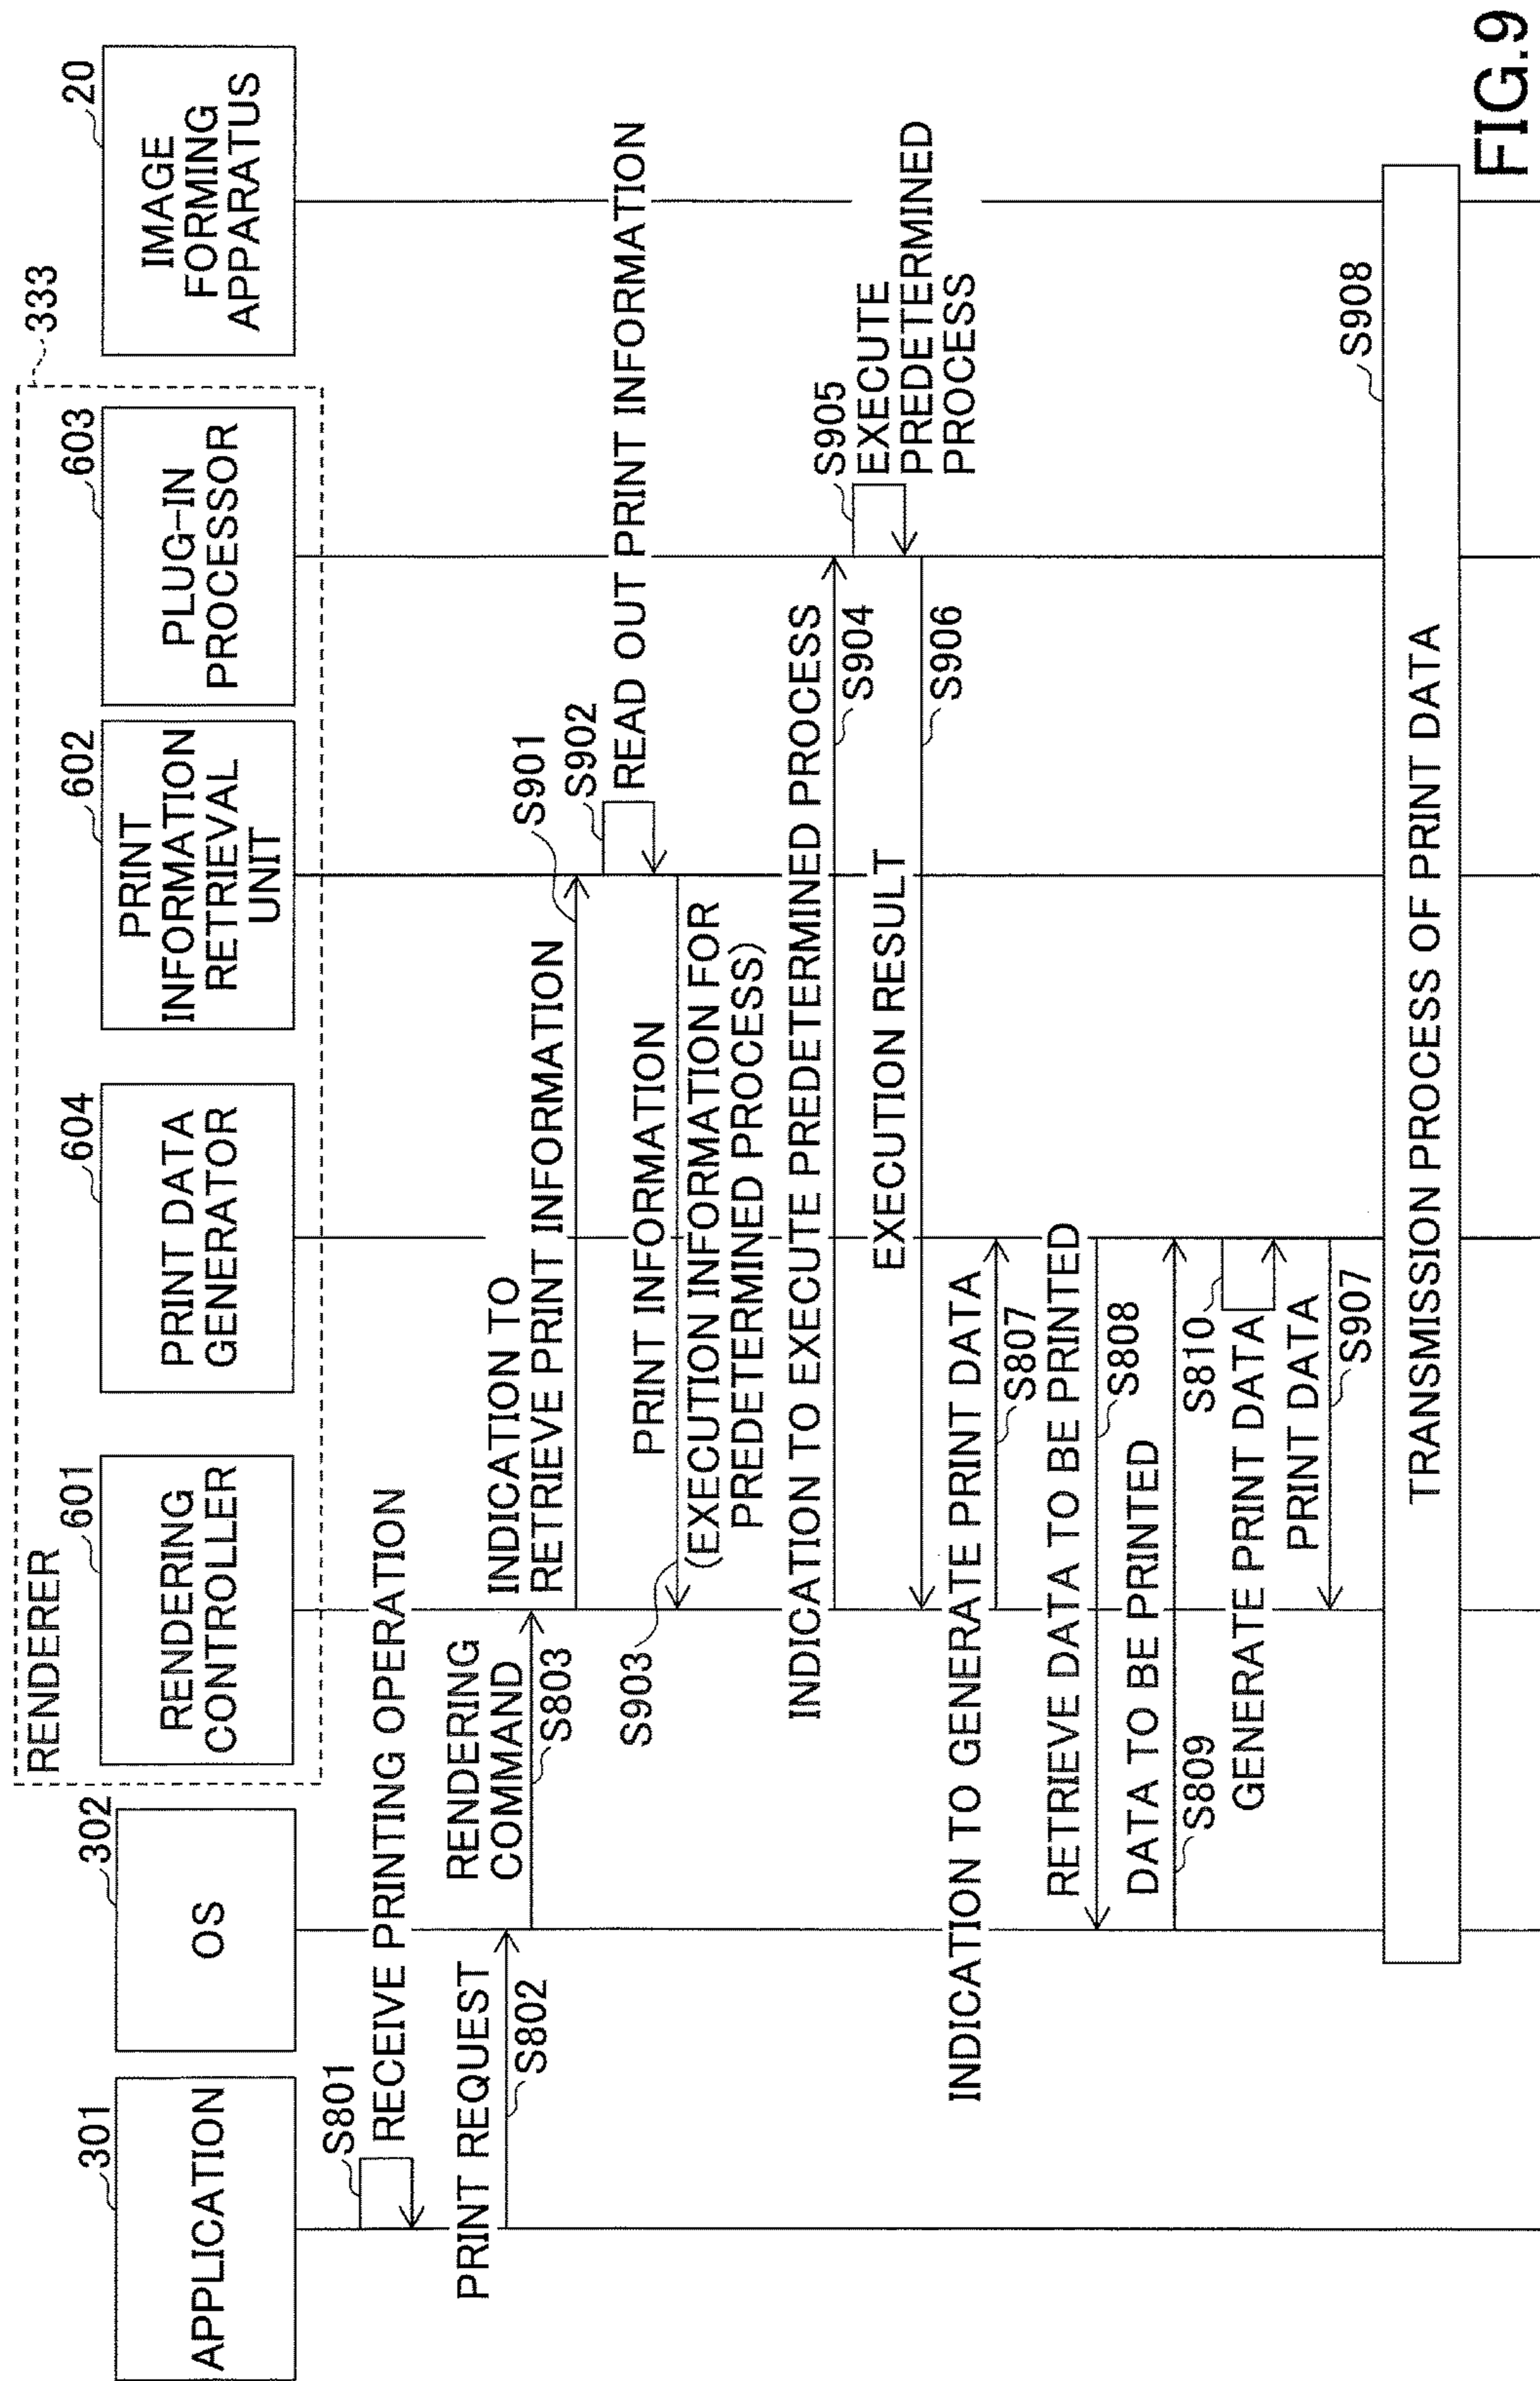 RENDERER
333
301
APPLICATION
302
OS
601
RENDERING
CONTROLLER
604
PRINT DATA
GENERATOR
602
PRINT
INFORMATION
RETRIEVAL
UNIT
603
PLUG-IN
PROCESSOR
20
IMAGE
FORMING
APPARATUS
S801
RECEIVE PRINTING OPERATION
PRINT REQUEST
S802
RENDERING
COMMAND
S803
INDICATION TO
RETRIEVE PRINT INFORMATION
S901
S902
READ OUT PRINT INFORMATION
PRINT INFORMATION
(EXECUTION INFORMATION FOR
PREDETERMINED PROCESS)
S903
INDICATION TO EXECUTE PREDETERMINED PROCESS
S904
S905
EXECUTE
PREDETERMINED
PROCESS
EXECUTION RESULT
S906
INDICATION TO GENERATE PRINT DATA
S807
RETRIEVE DATA TO BE PRINTED
S808
DATA TO BE PRINTED
S809
S810
GENERATE PRINT DATA
PRINT DATA
S907
S908
TRANSMISSION PROCESS OF PRINT DATA
FIG.9